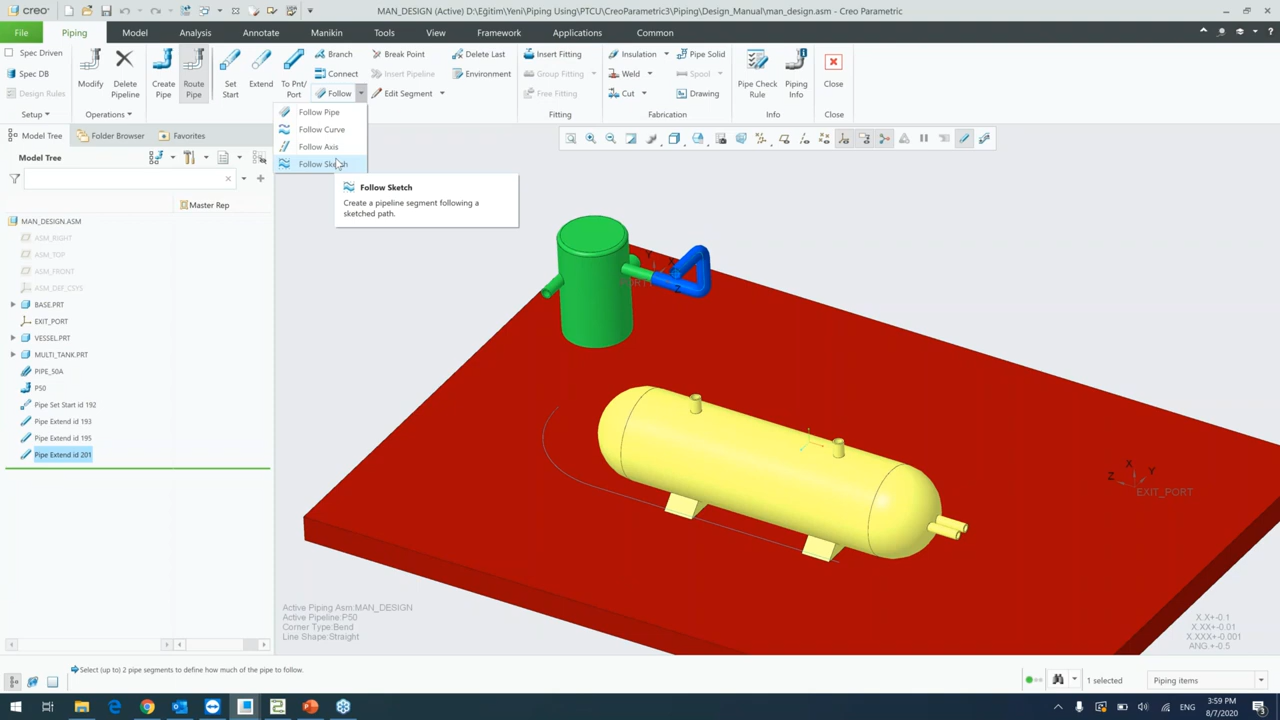 creo
MAN_DESIGN (Active) D:\Eğitim\Yeni\Piping Using\PTCU\CreoParametric3\Piping\Design_Manual\man_design.asm - Creo Parametric
File
Piping
Model
Analysis
Annotate
Manikin
Tools
View
Framework
Applications
Common
Spec Driven
Spec DB
Design Rules
Setup
Modify
Delete Pipeline
Create Pipe
Route Pipe
Operations
Set Start
Extend
To Pnt/ Port
Branch
Connect
Follow
Break Point
Insert Pipeline
Edit Segment
Delete Last
Environment
Insert Fitting
Group Fitting
Free Fitting
Fitting
Insulation
Weld
Cut
Pipe Solid
Spool
Drawing
Fabrication
Pipe Check Rule
Piping Info
Info
Close
Close
Follow Pipe
Follow Curve
Follow Axis
Follow Sketch
Follow Sketch
Create a pipeline segment following a
sketched path.
Model Tree
Folder Browser
Favorites
Model Tree
Master Rep
MAN_DESIGN.ASM
ASM_RIGHT
ASM_TOP
ASM_FRONT
ASM_DEF_CSYS
BASE.PRT
EXIT_PORT
VESSEL.PRT
MULTI_TANK.PRT
PIPE_50A
P50
Pipe Set Start id 192
Pipe Extend id 193
Pipe Extend id 195
Pipe Extend id 201
Y
X
Z
X
Y
Z
EXIT_PORT
Active Piping Asm:MAN_DESIGN
Active Pipeline:P50
Corner Type:Bend
Line Shape:Straight
X.X+-0.1
X.XX+-0.01
X.XXX+-0.001
ANG.+-0.5
Select (up to) 2 pipe segments to define how much of the pipe to follow.
1 selected
Piping items
ENG
3:59 PM
8/7/2020